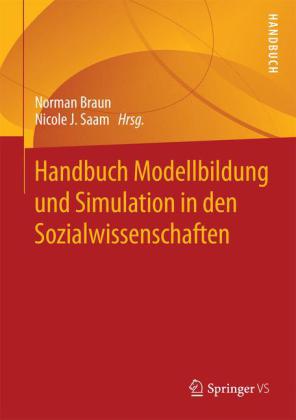 HANDBUCH
Norman Braun
Nicole J. Saam Hrsg.
Handbuch Modellbildung
und Simulation in den
Sozialwissenschaften
Springer VS